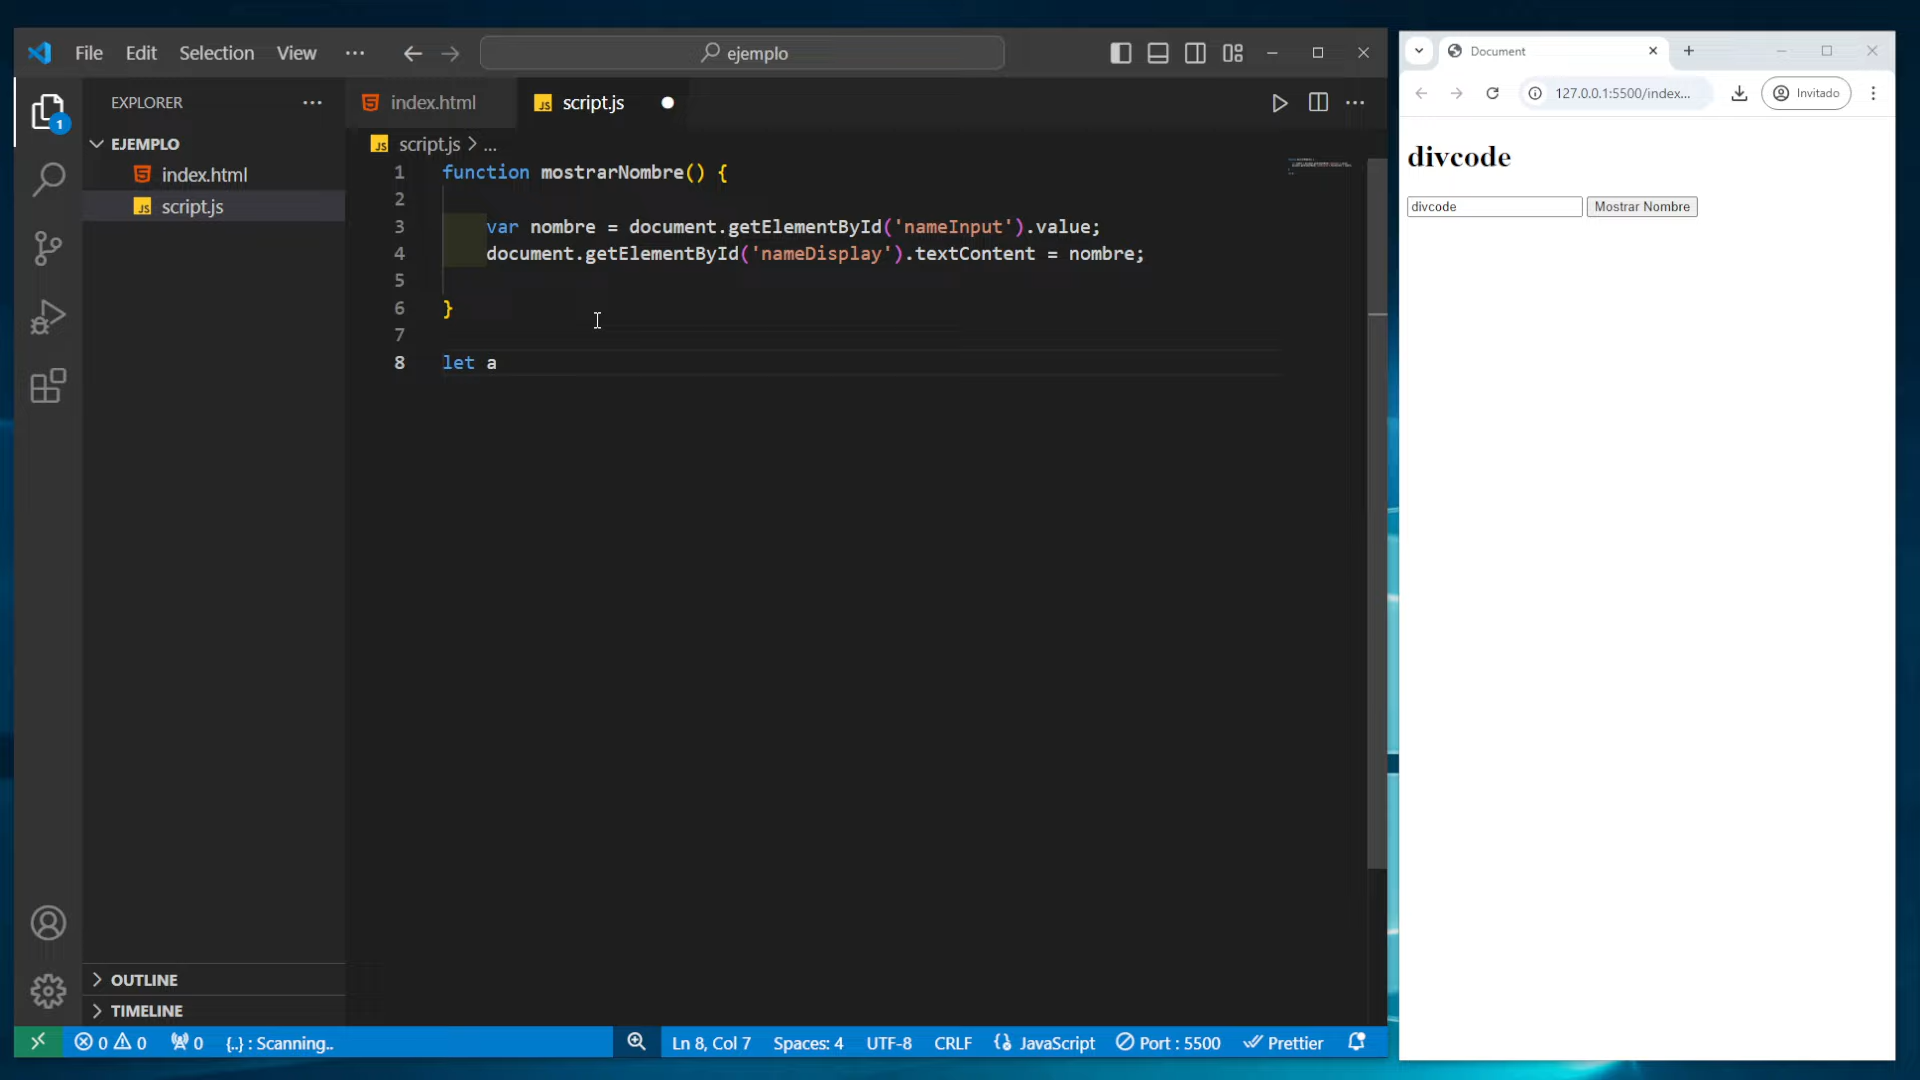 File Edit Selection View ... ejemplo
EXPLORER ...
EJEMPLO
index.html
script.js
OUTLINE
TIMELINE
index.html script.js
JS script.js > ...
1 function mostrarNombre() {
2
3 var nombre = document.getElementById('nameInput').value;
4 document.getElementById('nameDisplay').textContent = nombre;
5
6 }
7
8 let a
0 0 0 {..} : Scanning.. Ln 8, Col 7 Spaces: 4 UTF-8 CRLF JavaScript Port : 5500 Prettier
Document
127.0.0.1:5500/index... Invitado
divcode
divcode Mostrar Nombre